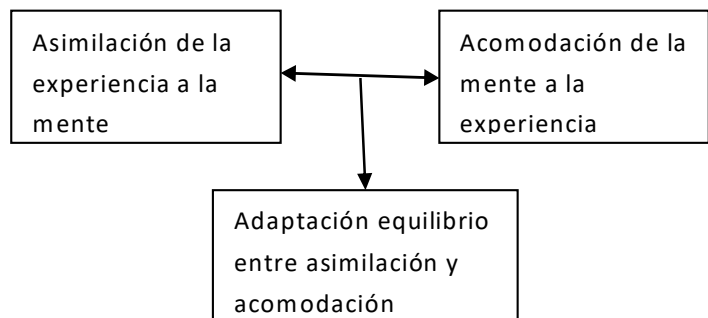 Asimilación de la
experiencia a la
mente
Acomodación de la
mente a la
experiencia
Adaptación equilibrio
entre asimilación y
acomodación